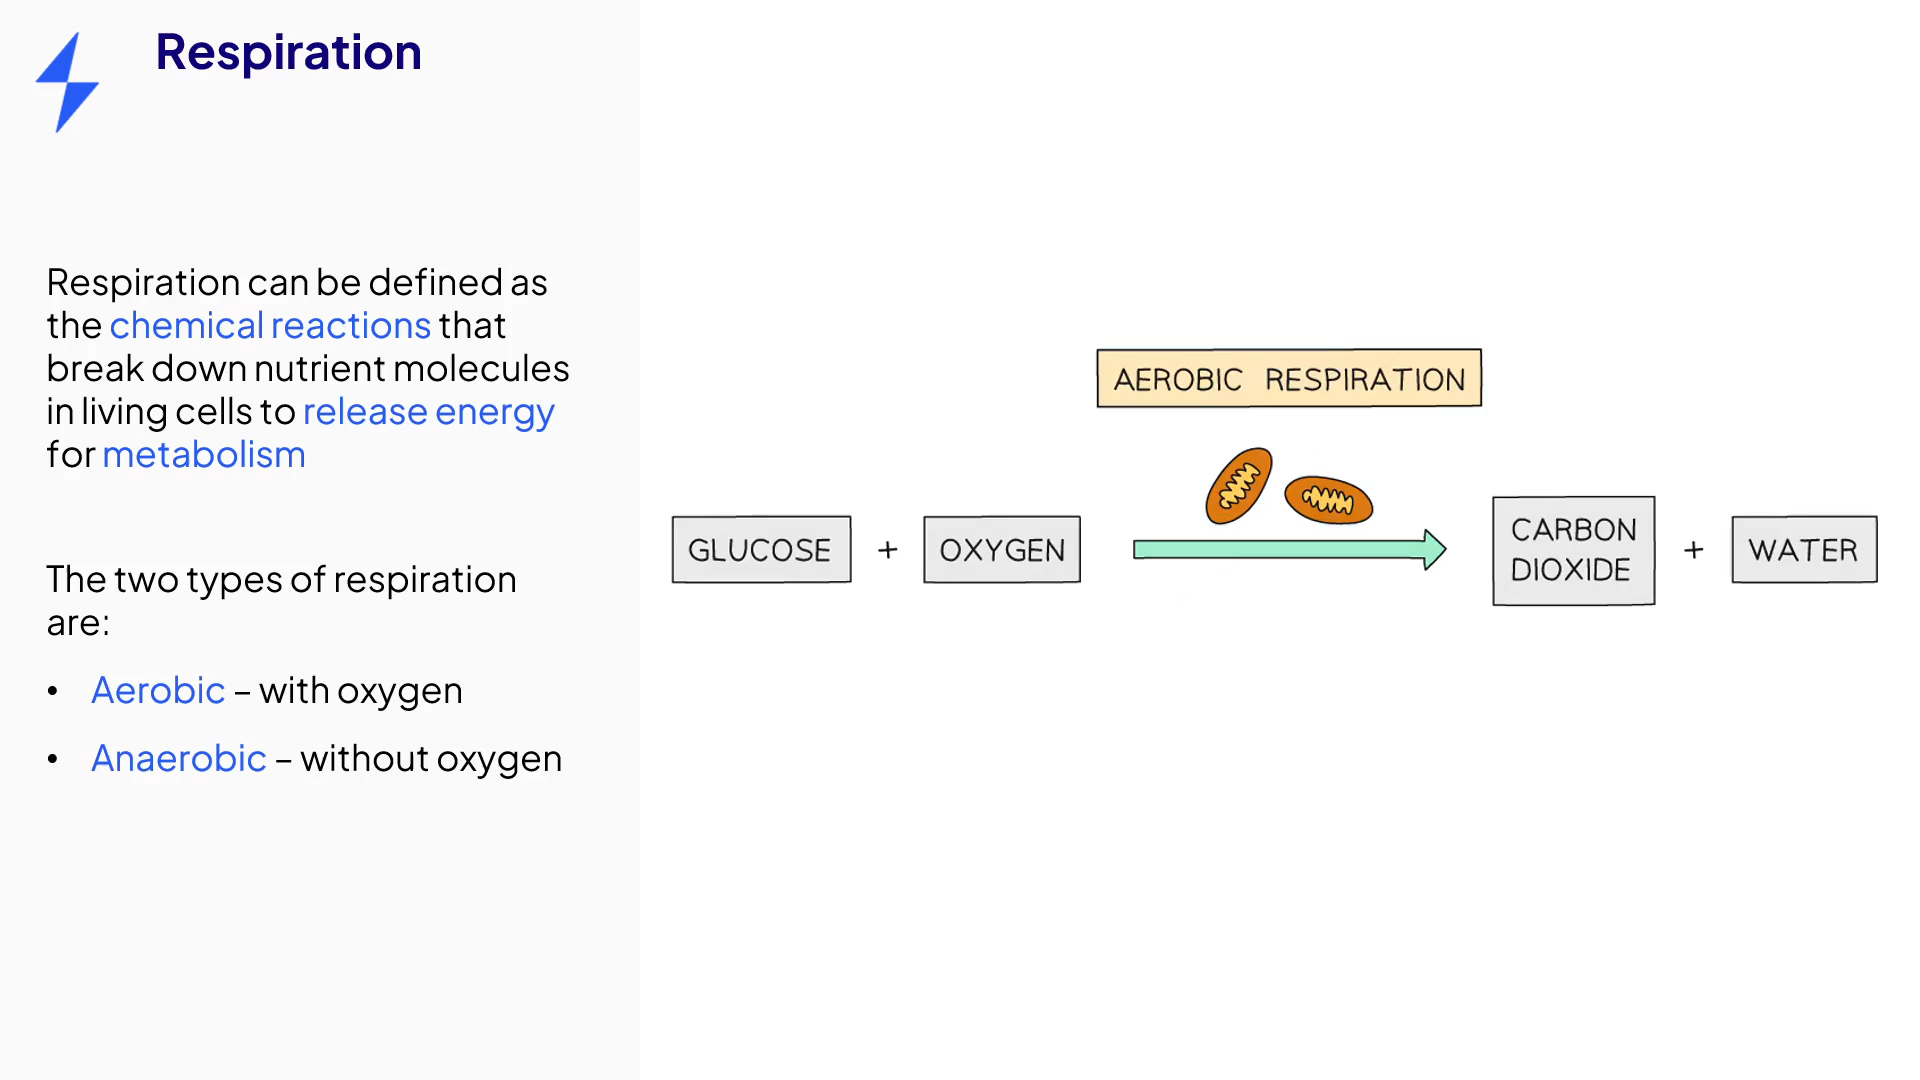 Respiration
Respiration can be defined as
the chemical reactions that
break down nutrient molecules
in living cells to release energy
for metabolism
The two types of respiration
are:
• Aerobic – with oxygen
• Anaerobic – without oxygen
AEROBIC RESPIRATION
GLUCOSE + OXYGEN CARBON DIOXIDE + WATER